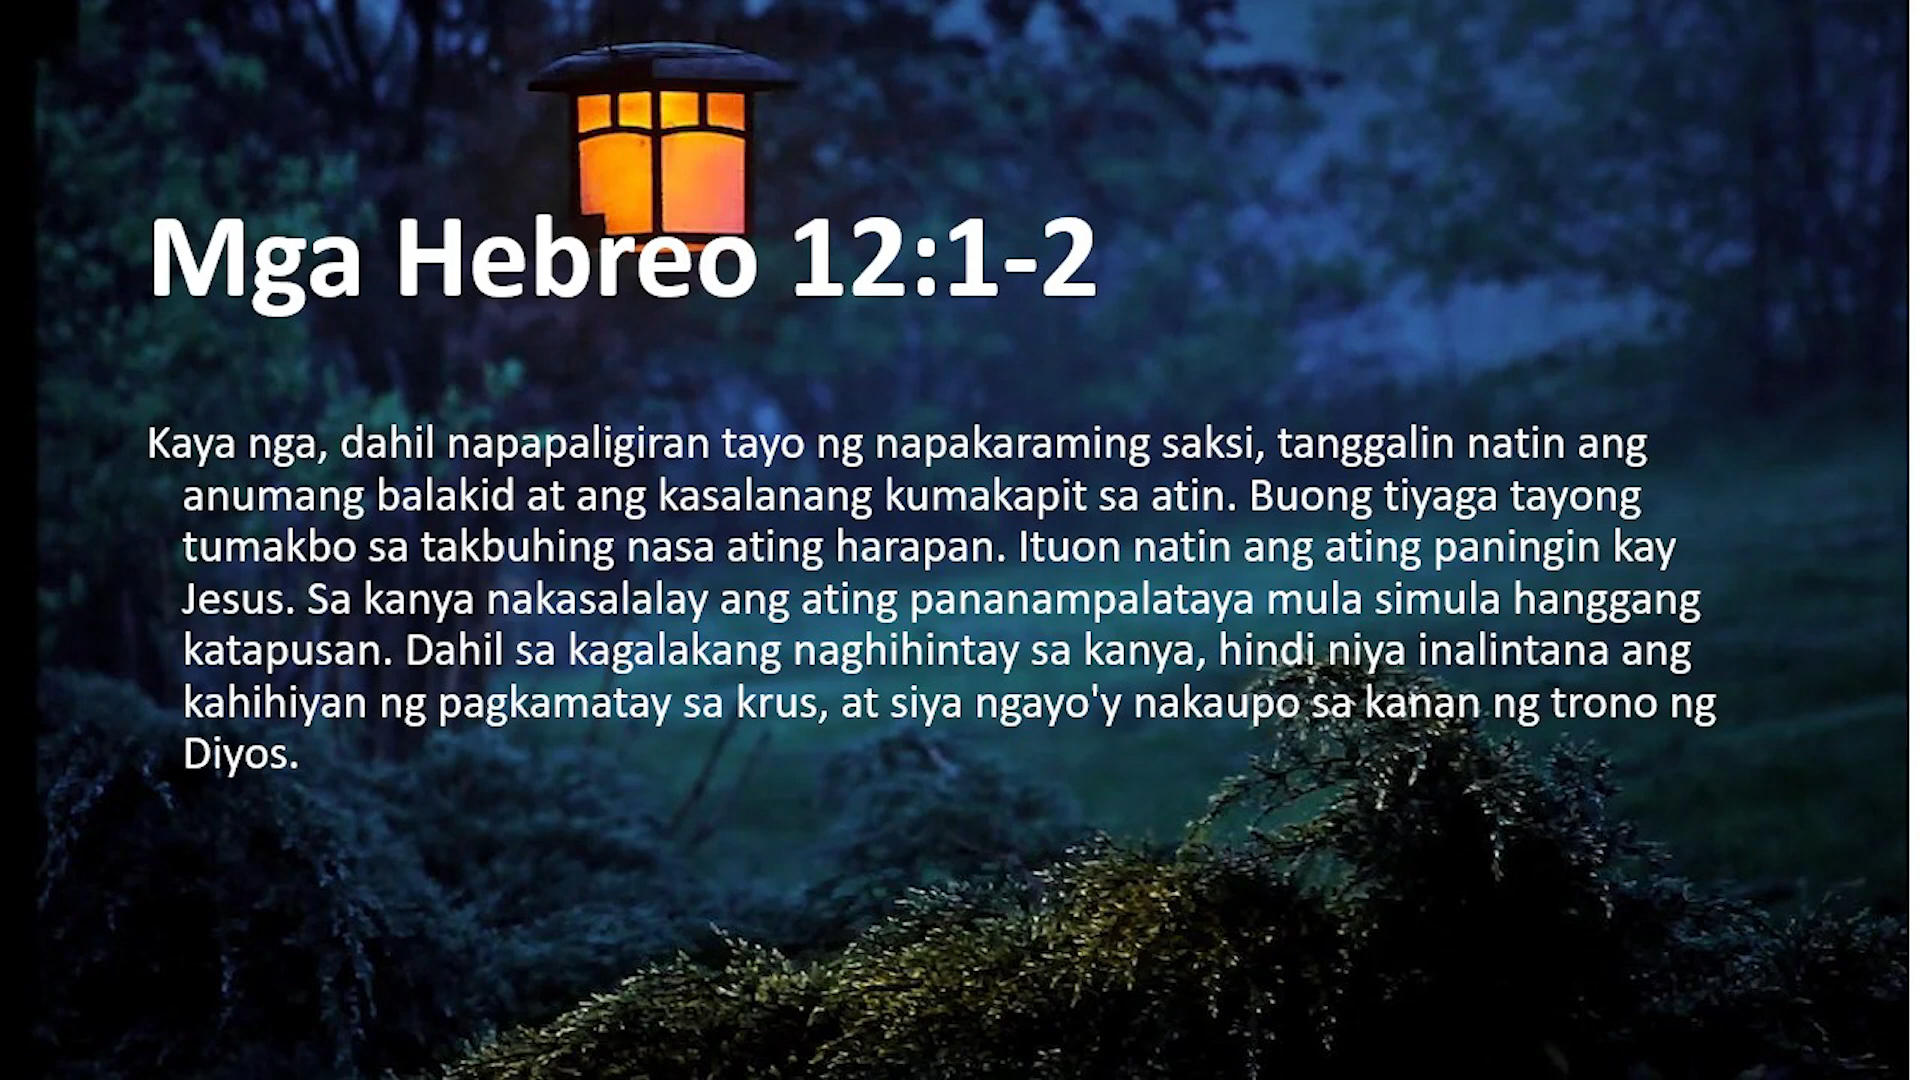 Mga Hebreo 12:1-2
Kaya nga, dahil napapaligiran tayo ng napakaraming saksi, tanggalin natin ang
anumang balakid at ang kasalanang kumakapit sa atin. Buong tiyaga tayong
tumakbo sa takbuhing nasa ating harapan. Ituon natin ang ating paningin kay
Jesus. Sa kanya nakasalalay ang ating pananampalataya mula simula hanggang
katapusan. Dahil sa kagalakang naghihintay sa kanya, hindi niya inalintana ang
kahihiyan ng pagkamatay sa krus, at siya ngayo'y nakaupo sa kanan ng trono ng
Diyos.